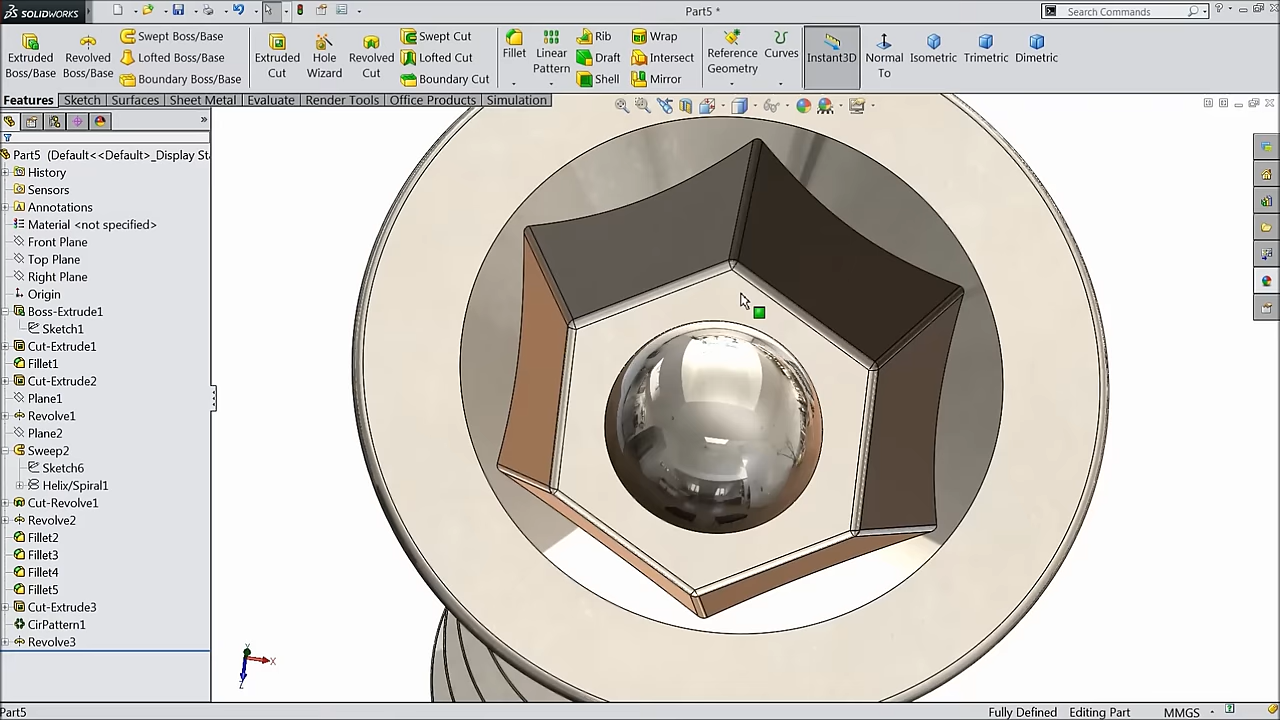 SOLIDWORKS
Part5 *
Search Commands
Extruded Boss/Base
Revolved Boss/Base
Swept Boss/Base
Lofted Boss/Base
Boundary Boss/Base
Extruded Cut
Hole Wizard
Revolved Cut
Swept Cut
Lofted Cut
Boundary Cut
Fillet
Linear Pattern
Rib
Draft
Shell
Wrap
Intersect
Mirror
Reference Geometry
Curves
Instant3D
Normal To
Isometric
Trimetric
Dimetric
Features Sketch Surfaces Sheet Metal Evaluate Render Tools Office Products Simulation
Part5 (Default<<Default>_Display St
History
Sensors
Annotations
Material <not specified>
Front Plane
Top Plane
Right Plane
Origin
Boss-Extrude1
Sketch1
Cut-Extrude1
Fillet1
Cut-Extrude2
Plane1
Revolve1
Plane2
Sweep2
Sketch6
Helix/Spiral1
Cut-Revolve1
Revolve2
Fillet2
Fillet3
Fillet4
Fillet5
Cut-Extrude3
CirPattern1
Revolve3
Y
X
Z
Part5
Fully Defined
Editing Part
MMGS